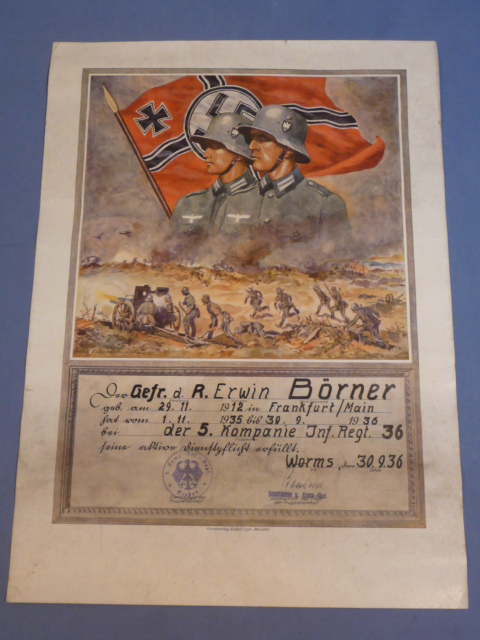 Der Gefr. d. R. Erwin Börner
geb. am 29. 11. 1912 in Frankfurt/Main
hat vom 1. 11. 1935 bis 30. 9. 1936
bei der 5. Kompanie Inf. Regt. 36
seine aktive Dienstpflicht erfüllt.
Worms, den 30.9.36